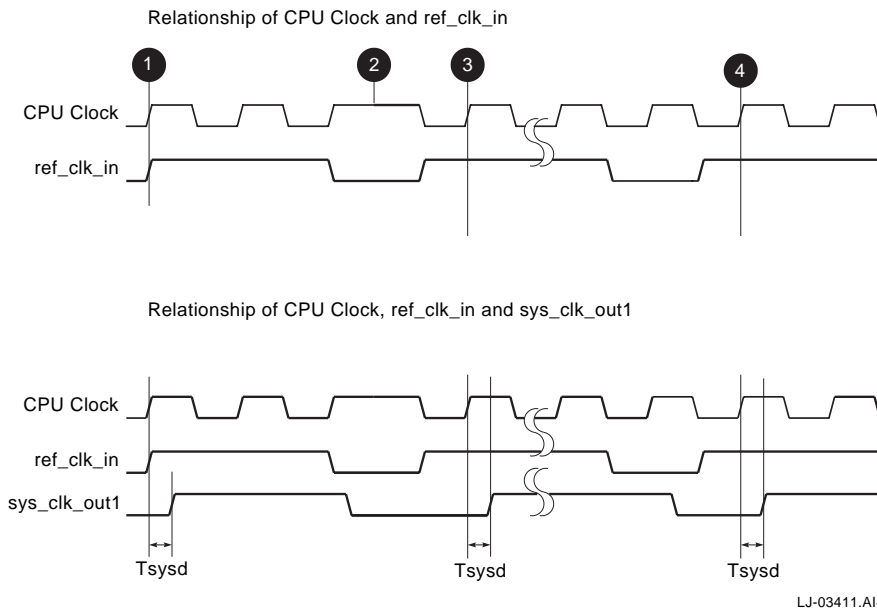 Relationship of CPU Clock and ref_clk_in
1 2 3 4
CPU Clock
ref_clk_in
Relationship of CPU Clock, ref_clk_in and sys_clk_out1
CPU Clock
ref_clk_in
sys_clk_out1
Tsysd Tsysd Tsysd
LJ-03411.AI